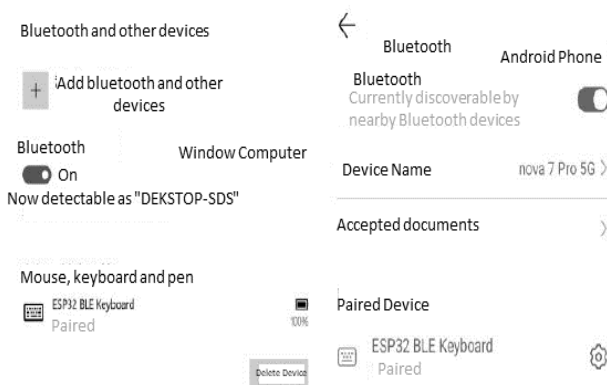 Bluetooth and other devices
+ Add bluetooth and other
devices
Bluetooth
Window Computer
On
Now detectable as "DEKSTOP-SDS"
Mouse, keyboard and pen
ESP32 BLE Keyboard
Paired
100%
Delete Device
Bluetooth
Android Phone
Bluetooth
Currently discoverable by
nearby Bluetooth devices
Device Name nova 7 Pro 5G >
Accepted documents >
Paired Device
ESP32 BLE Keyboard
Paired